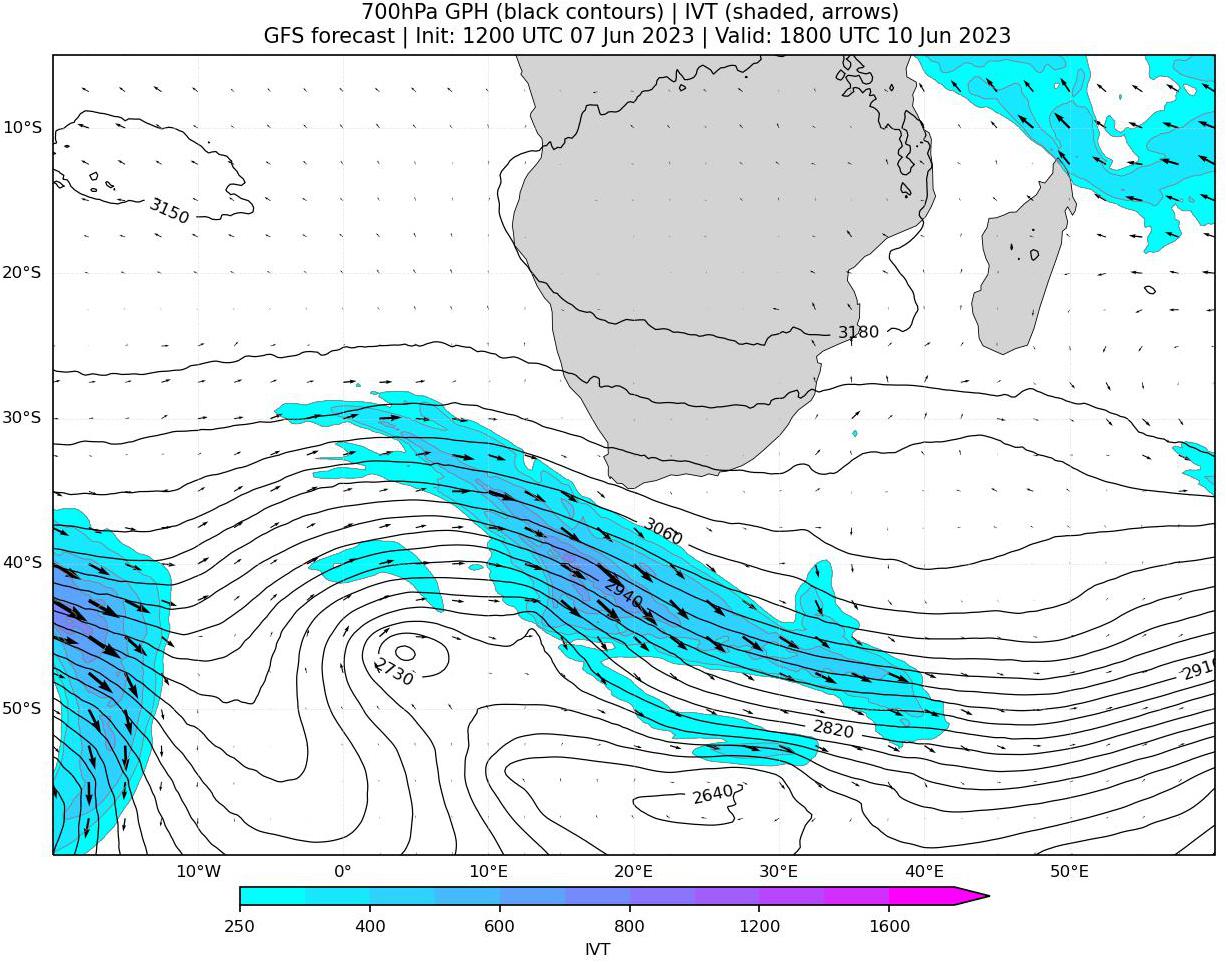 700hPa GPH (black contours) | IVT (shaded, arrows)
GFS forecast | Init: 1200 UTC 07 Jun 2023 | Valid: 1800 UTC 10 Jun 2023
10°S
3150
20°S
3180
30°S
3060
40°S
2940
2730
2910
50°S
2820
2640
10°W 0° 10°E 20°E 30°E 40°E 50°E
250 400 600 800 1200 1600
IVT